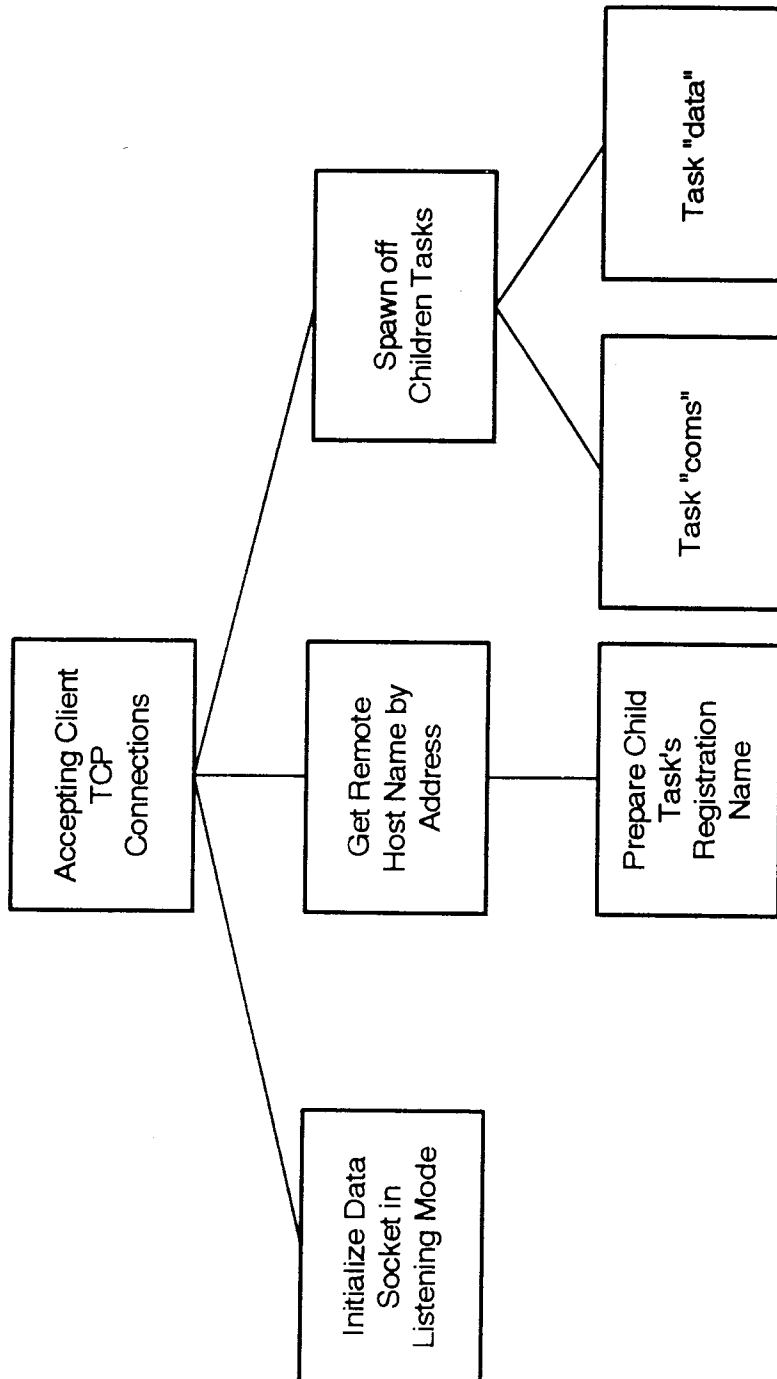 Accepting Client
TCP
Connections
Initialize Data
Socket in
Listening Mode
Get Remote
Host Name by
Address
Spawn off
Children Tasks
Prepare Child
Task's
Registration
Name
Task "coms"
Task "data"